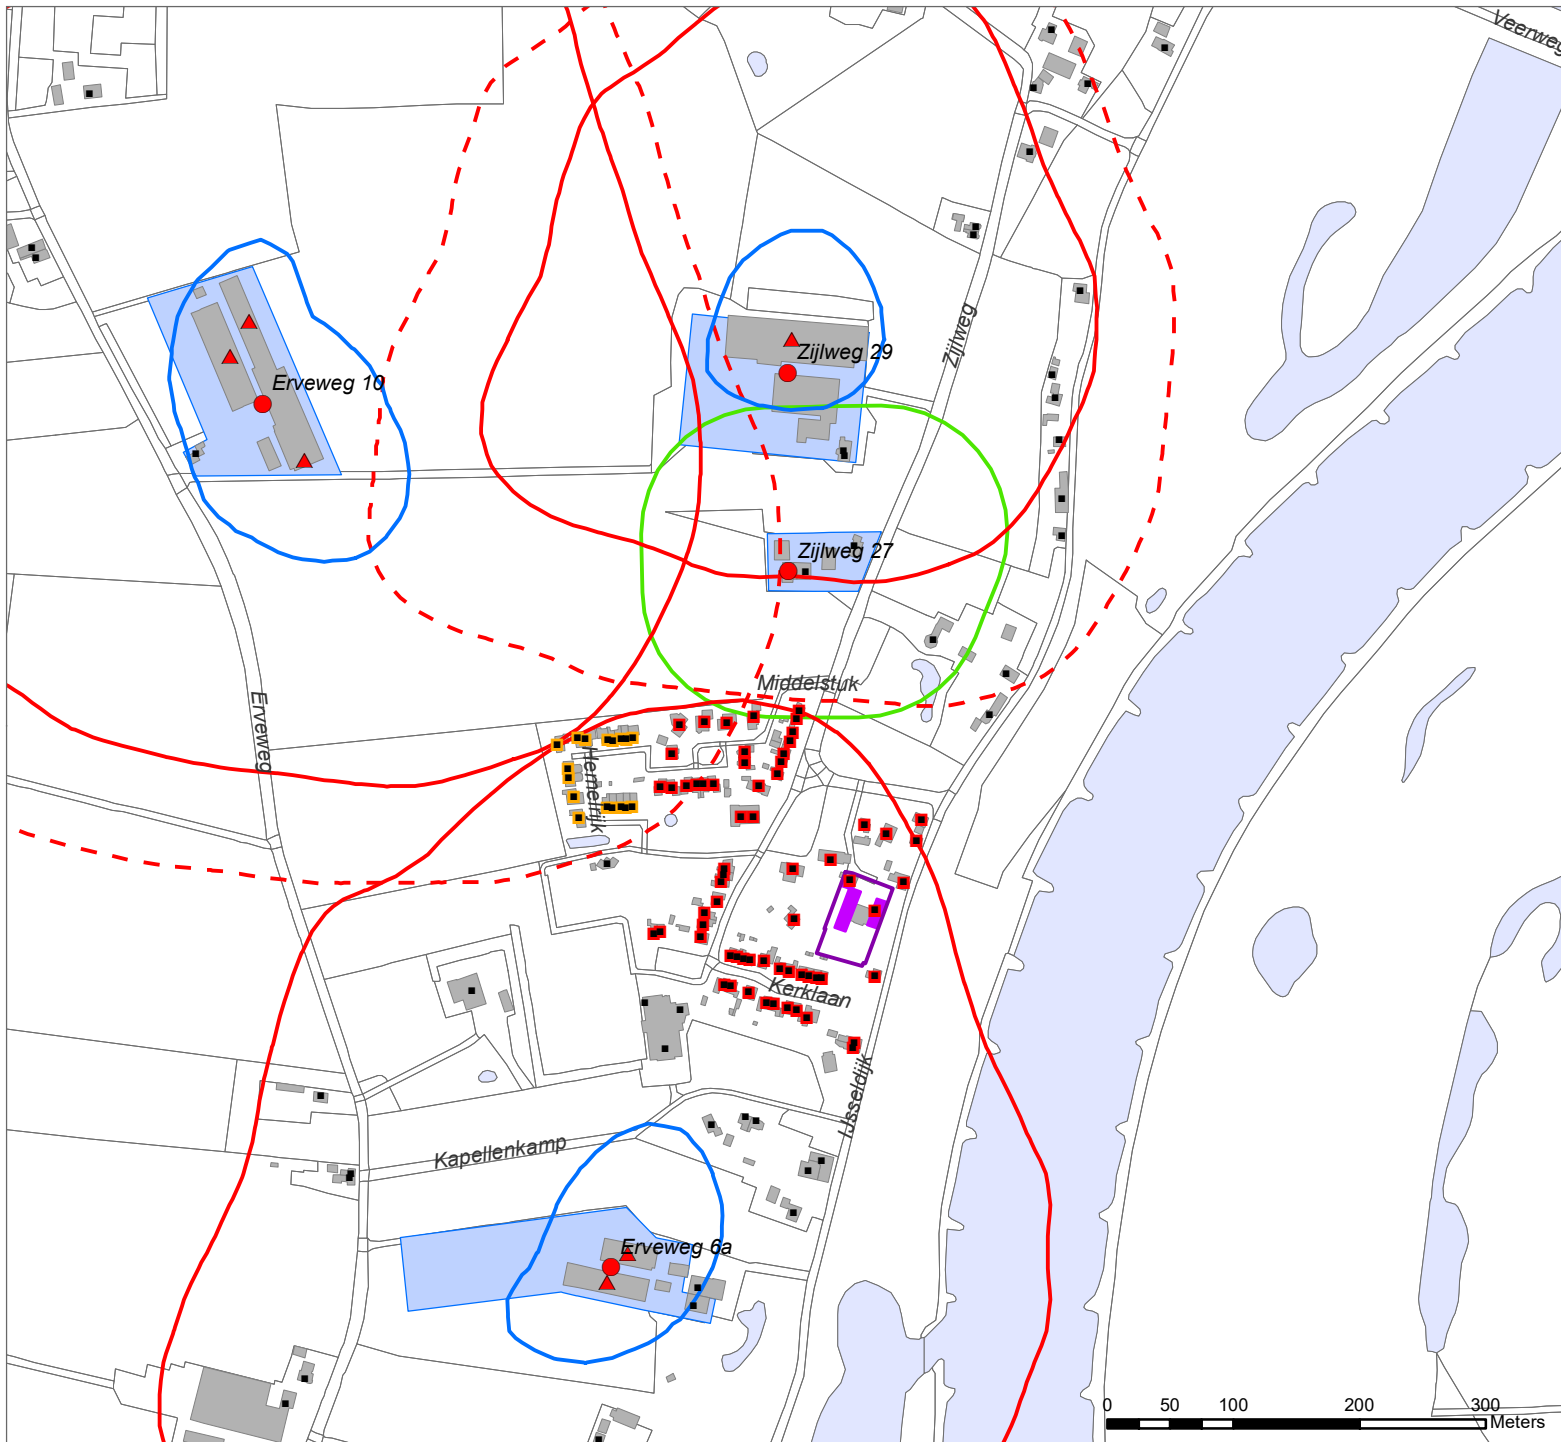 Veerweg
Zijlweg
Zijlweg 29
Erveweg 10
Zijlweg 27
Middelstuk
Erveweg
Hemelrijk
Kerklaan
IJsseldijk
Kapellenkamp
Erveweg 6a
0 50 100 200 300
Meters